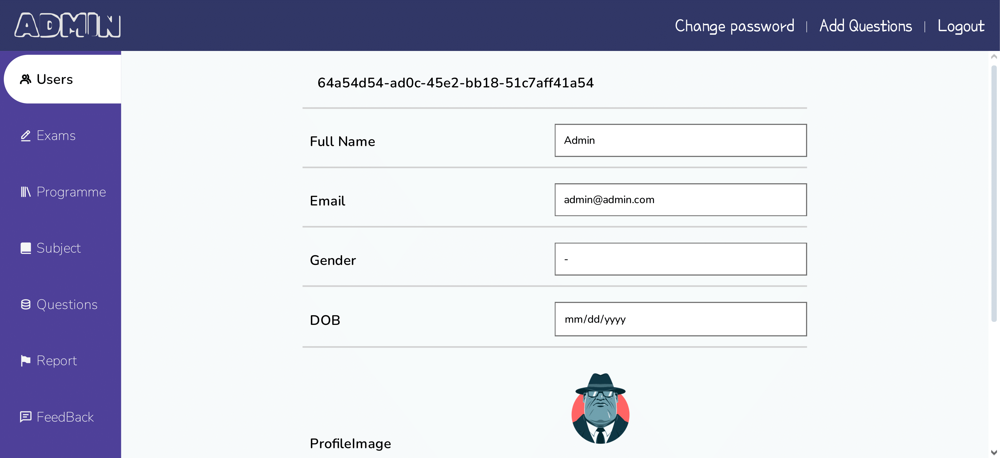 ADMIN
Change password | Add Questions | Logout
Users
Exams
Programme
Subject
Questions
Report
FeedBack
64a54d54-ad0c-45e2-bb18-51c7aff41a54
Full Name
Admin
Email
admin@admin.com
Gender
-
DOB
mm/dd/yyyy
ProfileImage